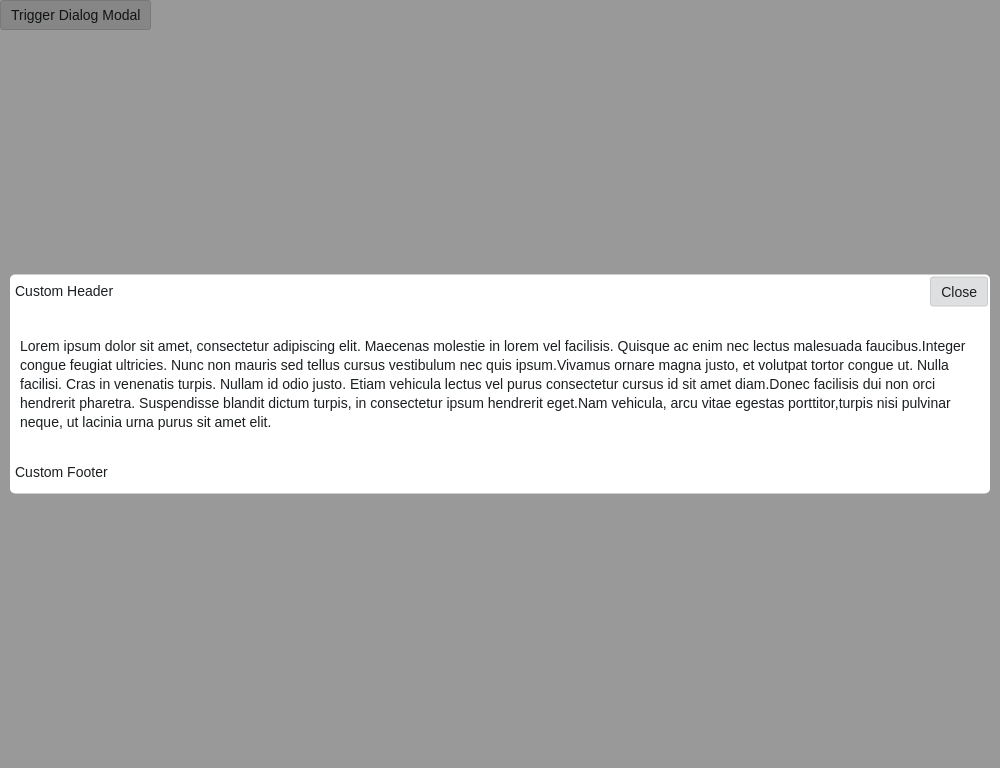 Trigger Dialog Modal
Custom Header
Close
Lorem ipsum dolor sit amet, consectetur adipiscing elit. Maecenas molestie in lorem vel facilisis. Quisque ac enim nec lectus malesuada faucibus.Integer
congue feugiat ultricies. Nunc non mauris sed tellus cursus vestibulum nec quis ipsum.Vivamus ornare magna justo, et volutpat tortor congue ut. Nulla
facilisi. Cras in venenatis turpis. Nullam id odio justo. Etiam vehicula lectus vel purus consectetur cursus id sit amet diam.Donec facilisis dui non orci
hendrerit pharetra. Suspendisse blandit dictum turpis, in consectetur ipsum hendrerit eget.Nam vehicula, arcu vitae egestas porttitor,turpis nisi pulvinar
neque, ut lacinia urna purus sit amet elit.
Custom Footer